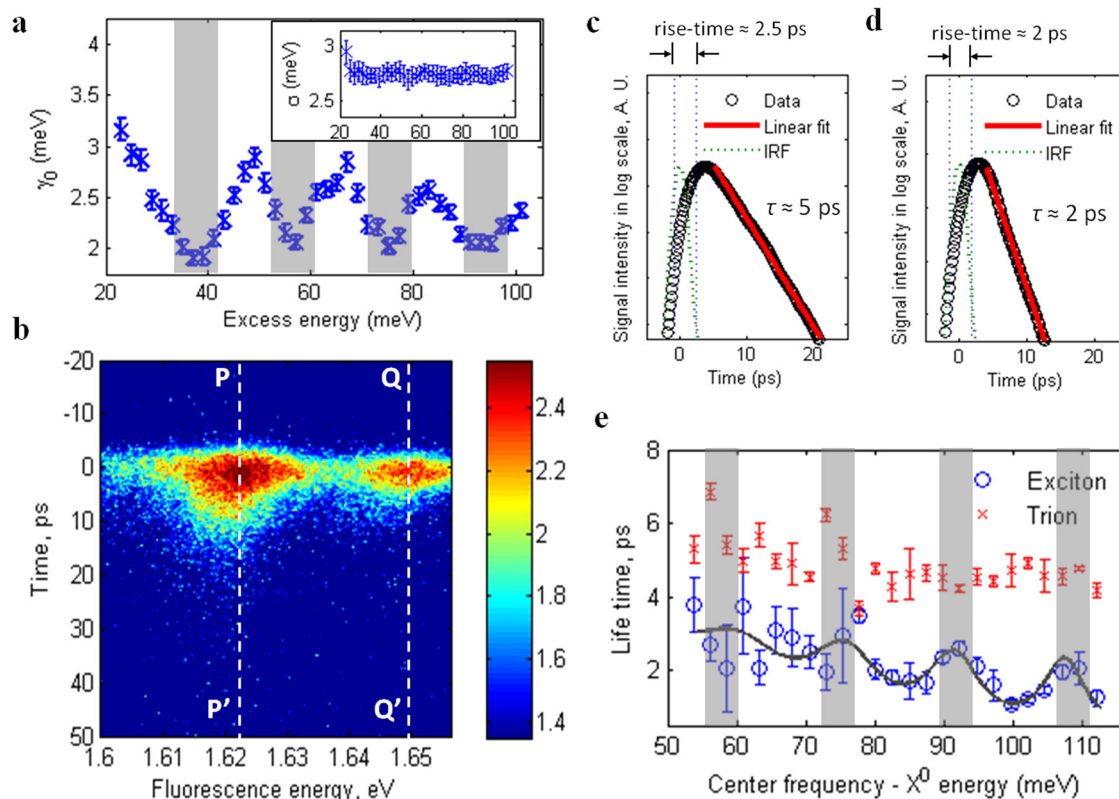 a
4
3.5
3
2.5
2
γ₀ (meV)
20
40
60
80
100
Excess energy (meV)
3
2.5
σ (meV)
20
40
60
80
100
b
-20
-10
0
10
20
30
40
50
Time, ps
P
Q
P'
Q'
1.6
1.61
1.62
1.63
1.64
1.65
Fluorescence energy, eV
2.4
2.2
2
1.8
1.6
1.4
c
rise-time ≈ 2.5 ps
Signal intensity in log scale, A. U.
Data
Linear fit
IRF
τ ≈ 5 ps
0
10
20
Time (ps)
d
rise-time ≈ 2 ps
Signal intensity in log scale, A. U.
Data
Linear fit
IRF
τ ≈ 2 ps
0
10
20
Time (ps)
e
8
6
4
2
Life time, ps
Exciton
Trion
50
60
70
80
90
100
110
Center frequency - X⁰ energy (meV)